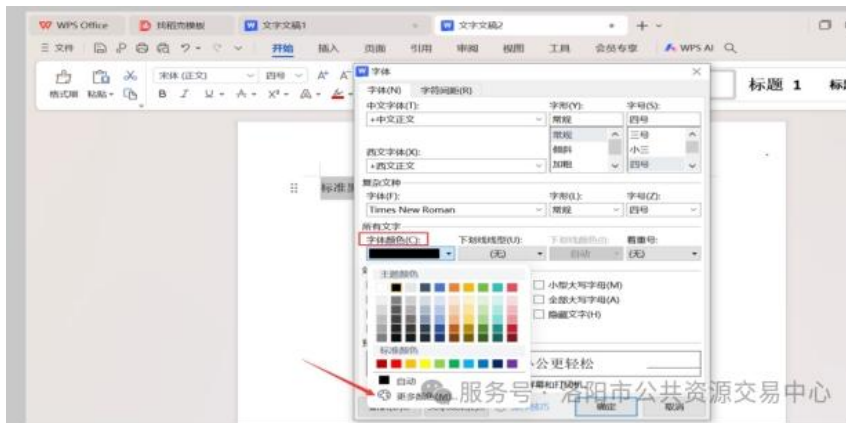 WPS Office 找稻壳模板 文字文稿1 文字文稿2
文件 开始 插入 页面 引用 审阅 视图 工具 会员专享 WPS AI
格式刷 粘贴 宋体 (正文) 四号 标题 1
字体
字体(N) 字符间距(R)
中文字体(T): 字形(Y): 字号(S):
+中文正文 常规 四号
常规 三号
倾斜 小三
加粗 四号
西文字体(X):
+西文正文
复杂文种
字体(F): 字形(L): 字号(Z):
Times New Roman 常规 四号
所有文字
字体颜色(C): 下划线线型(U): 下划线颜色(I): 着重号:
(无) 自动 (无)
主题颜色
小型大写字母(M)
全部大写字母(A)
隐藏文字(H)
标准颜色
标准
公更轻松
自动
更多颜色(M)...
服务号 · 洛阳市公共资源交易中心
确定 取消